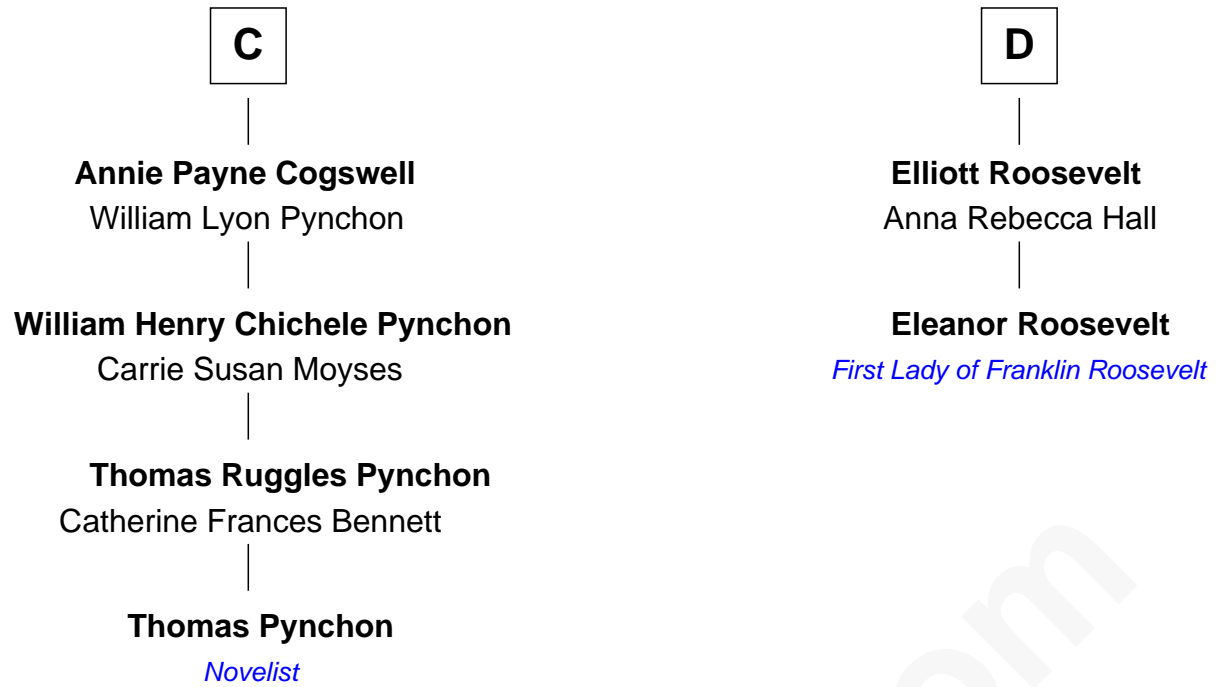 C
Annie Payne Cogswell
William Lyon Pynchon
William Henry Chichele Pynchon
Carrie Susan Moyses
Thomas Ruggles Pynchon
Catherine Frances Bennett
Thomas Pynchon
Novelist
D
Elliott Roosevelt
Anna Rebecca Hall
Eleanor Roosevelt
First Lady of Franklin Roosevelt
om